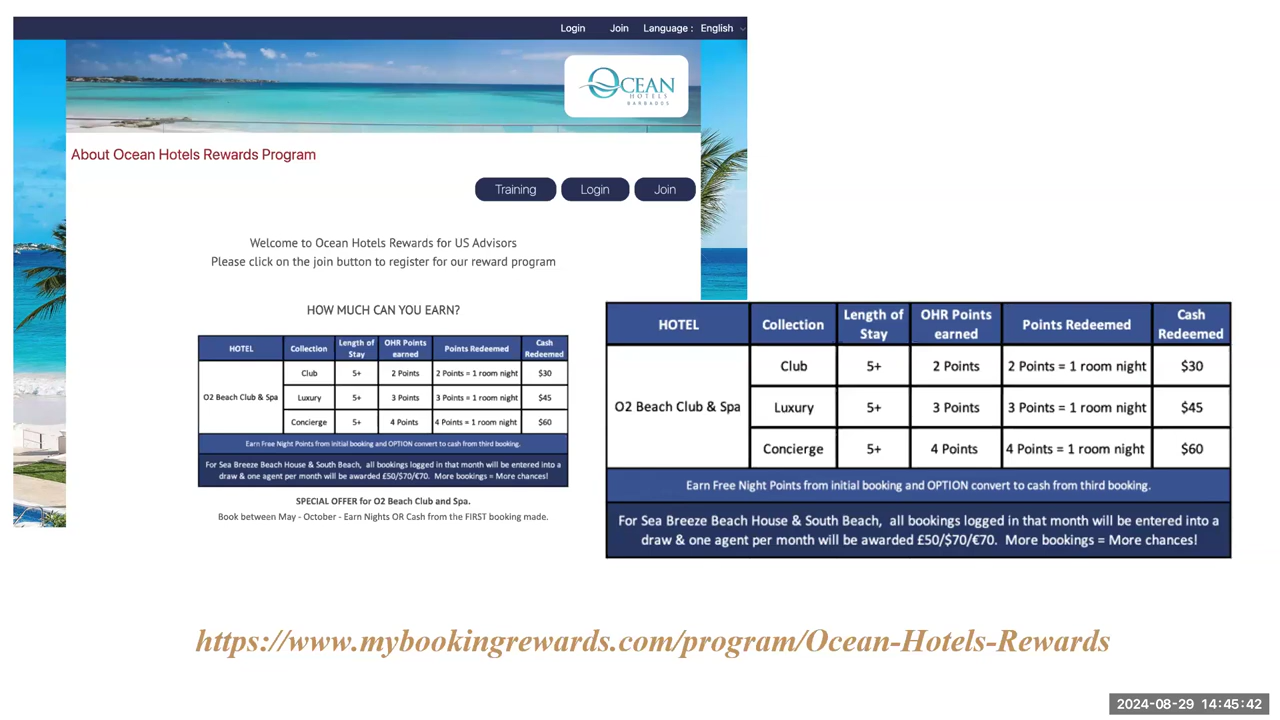 Login Join Language : English
OCEAN
HOTELS
BARBADOS
About Ocean Hotels Rewards Program
Training Login Join
Welcome to Ocean Hotels Rewards for US Advisors
Please click on the join button to register for our reward program
HOW MUCH CAN YOU EARN?
HOTEL Collection Length of Stay OHR Points earned Points Redeemed Cash Redeemed
O2 Beach Club & Spa
Club 5+ 2 Points 2 Points = 1 room night $30
Luxury 5+ 3 Points 3 Points = 1 room night $45
Concierge 5+ 4 Points 4 Points = 1 room night $60
Earn Free Night Points from initial booking and OPTION convert to cash from third booking.
For Sea Breeze Beach House & South Beach, all bookings logged in that month will be entered into a
draw & one agent per month will be awarded £50/$70/€70. More bookings = More chances!
SPECIAL OFFER for O2 Beach Club and Spa.
Book between May - October - Earn Nights OR Cash from the FIRST booking made.
HOTEL Collection Length of Stay OHR Points earned Points Redeemed Cash Redeemed
O2 Beach Club & Spa
Club 5+ 2 Points 2 Points = 1 room night $30
Luxury 5+ 3 Points 3 Points = 1 room night $45
Concierge 5+ 4 Points 4 Points = 1 room night $60
Earn Free Night Points from initial booking and OPTION convert to cash from third booking.
For Sea Breeze Beach House & South Beach, all bookings logged in that month will be entered into a
draw & one agent per month will be awarded £50/$70/€70. More bookings = More chances!
https://www.mybookingrewards.com/program/Ocean-Hotels-Rewards
2024-08-29 14:45:42